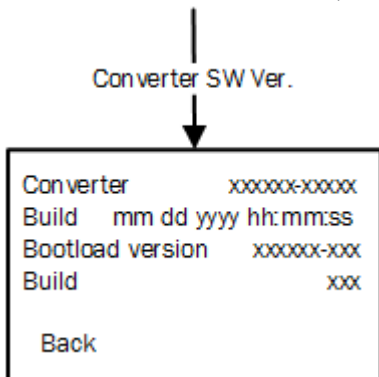 Converter SW Ver.
Converter xxxxxx-xxxxx
Build mm dd yyyy hh:mm:ss
Bootload version xxxxxx-xxx
Build xxx
Back